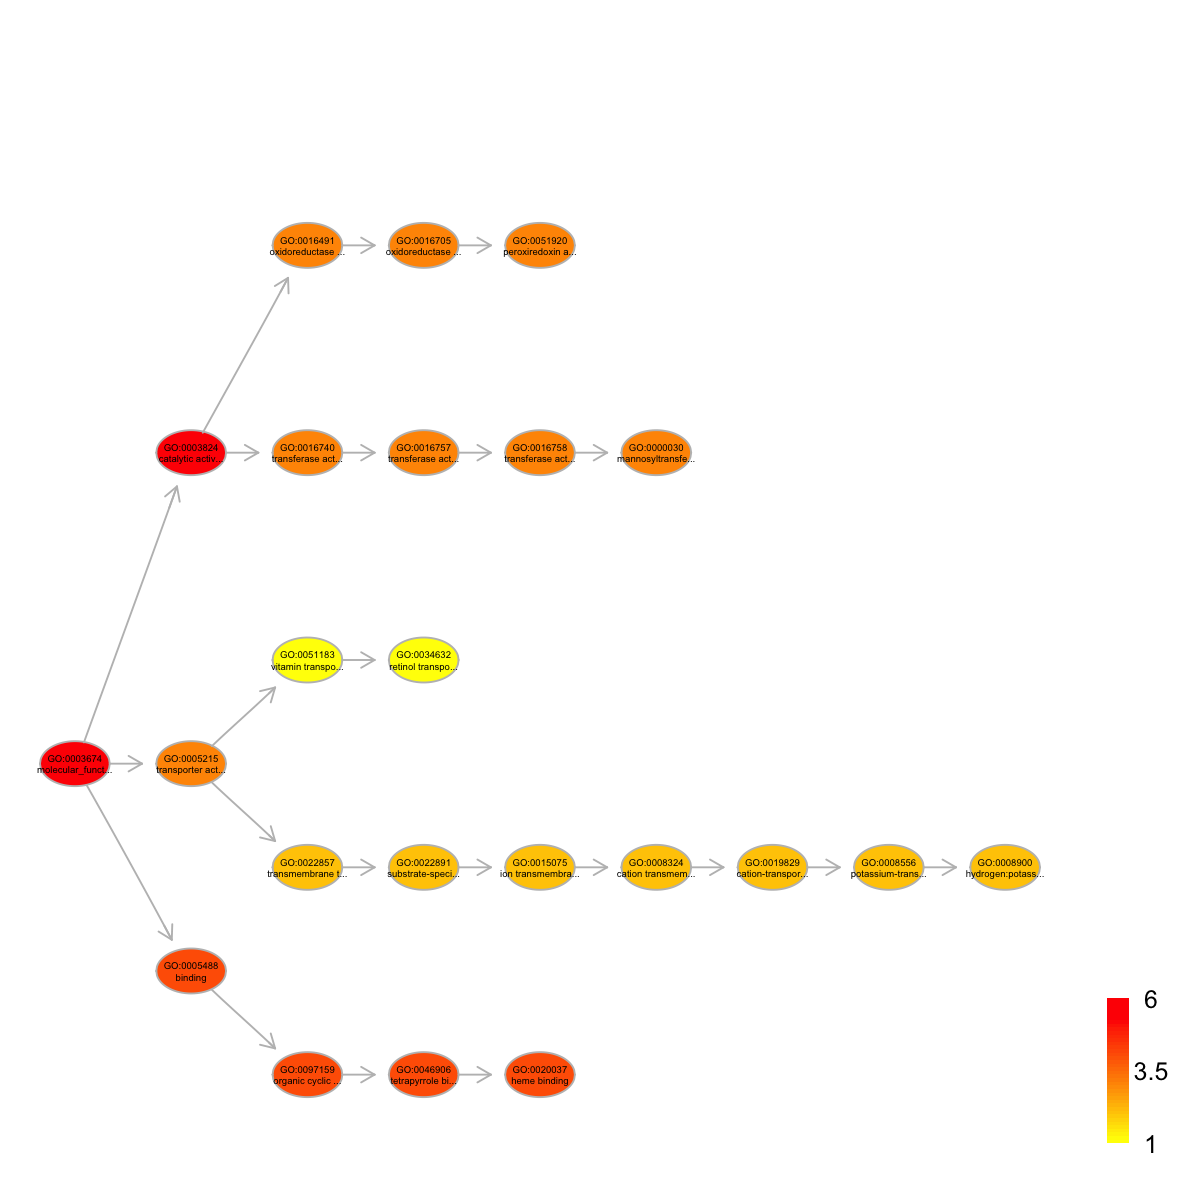 GO:0016491
oxidoreductase ...
GO:0016705
oxidoreductase ...
GO:0051920
peroxiredoxin a...
GO:0003824
catalytic activ...
GO:0016740
transferase act...
GO:0016757
transferase act...
GO:0016758
transferase act...
GO:0000030
mannosyltransfe...
GO:0051183
vitamin transpo...
GO:0034632
retinol transpo...
GO:0003674
molecular_funct...
GO:0005215
transporter act...
GO:0022857
transmembrane t...
GO:0022891
substrate-speci...
GO:0015075
ion transmembra...
GO:0008324
cation transmem...
GO:0019829
cation-transpor...
GO:0008556
potassium-trans...
GO:0008900
hydrogen:potass...
GO:0005488
binding
GO:0097159
organic cyclic ...
GO:0046906
tetrapyrrole bi...
GO:0020037
heme binding
6
3.5
1